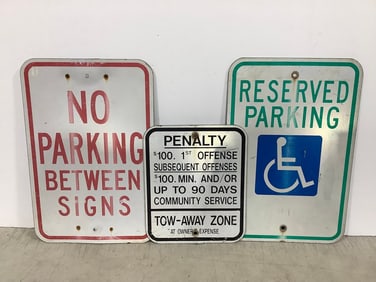 NO
PARKING
BETWEEN
SIGNS
PENALTY
$100. 1ST OFFENSE
SUBSEQUENT OFFENSES
$100. MIN. AND/OR
UP TO 90 DAYS
COMMUNITY SERVICE
TOW-AWAY ZONE
AT OWNERS EXPENSE
RESERVED
PARKING